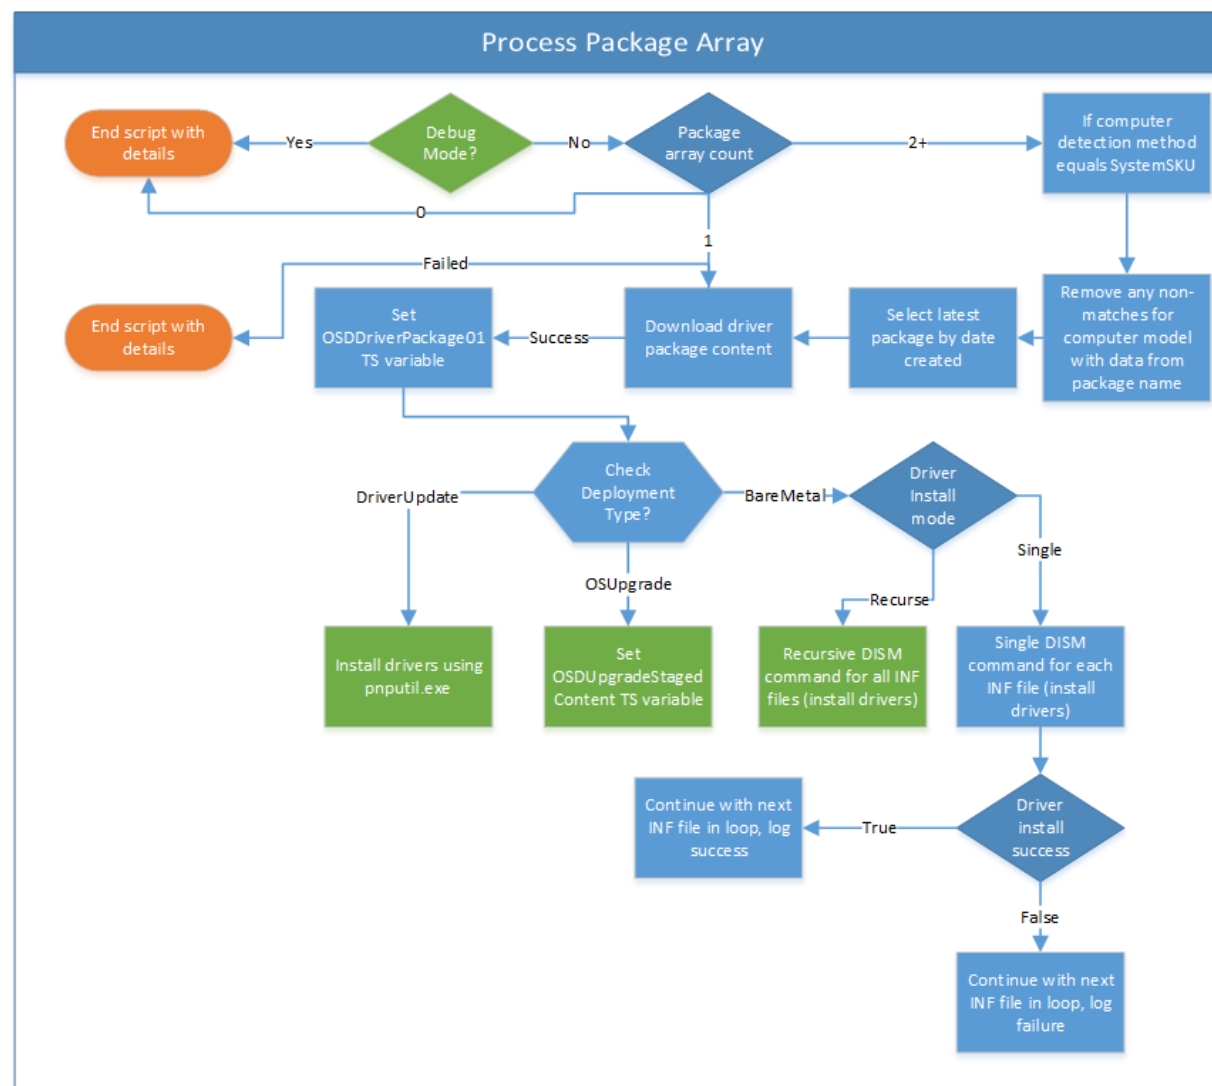 Process Package Array
End script with
details
Yes
Debug
Mode?
No
Package
array count
2+
If computer
detection method
equals SystemSKU
0
1
Failed
End script with
details
Set
OSDDriverPackage01
TS variable
Success
Download driver
package content
Select latest
package by date
created
Remove any non-
matches for
computer model
with data from
package name
Check
Deployment
Type?
DriverUpdate
BareMetal
Driver
Install
mode
Single
OSUpgrade
Recurse
Install drivers using
pnputil.exe
Set
OSDUpgradeStaged
Content TS variable
Recursive DISM
command for all INF
files (install drivers)
Single DISM
command for each
INF file (install
drivers)
Continue with next
INF file in loop, log
success
True
Driver
install
success
False
Continue with next
INF file in loop, log
failure